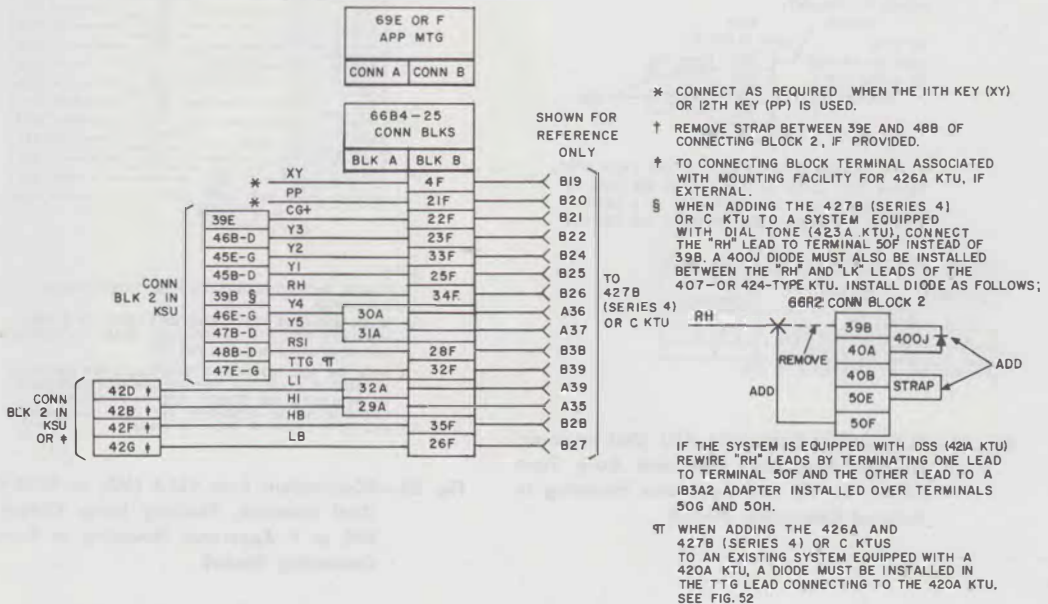 69E OR F
APP MTG
CONN A CONN B
66B4-25
CONN BLKS
BLK A BLK B
SHOWN FOR
REFERENCE
ONLY
* XY 4F B19
* PP 21F B20
39E CG+ 22F B21
46B-D Y3 23F B22
45E-G Y2 33F B24
45B-D Y1 25F B25
39B § RH 34F B26
46E-G Y4 30A A36
47B-D Y5 31A A37
48B-D RS1 28F B38
47E-G TTG ¶ 32F B39
42D ‡ L1 32A A39
42B ‡ H1 29A A35
42F ‡ HB 35F B28
42G ‡ LB 26F B27
CONN
BLK 2 IN
KSU
CONN
BLK 2 IN
KSU
OR ‡
TO
427B
(SERIES 4)
OR C KTU
* CONNECT AS REQUIRED WHEN THE 11TH KEY (XY)
OR 12TH KEY (PP) IS USED.
† REMOVE STRAP BETWEEN 39E AND 48B OF
CONNECTING BLOCK 2, IF PROVIDED.
‡ TO CONNECTING BLOCK TERMINAL ASSOCIATED
WITH MOUNTING FACILITY FOR 426A KTU, IF
EXTERNAL.
§ WHEN ADDING THE 427B (SERIES 4)
OR C KTU TO A SYSTEM EQUIPPED
WITH DIAL TONE (423A KTU), CONNECT
THE "RH" LEAD TO TERMINAL 50F INSTEAD OF
39B. A 400J DIODE MUST ALSO BE INSTALLED
BETWEEN THE "RH" AND "LK" LEADS OF THE
407- OR 424-TYPE KTU. INSTALL DIODE AS FOLLOWS;
66R2 CONN BLOCK 2
RH
REMOVE
ADD
39B
40A
40B
50E
50F
400J
STRAP
ADD
IF THE SYSTEM IS EQUIPPED WITH DSS (421A KTU)
REWIRE "RH" LEADS BY TERMINATING ONE LEAD
TO TERMINAL 50F AND THE OTHER LEAD TO A
183A2 ADAPTER INSTALLED OVER TERMINALS
50G AND 50H.
¶ WHEN ADDING THE 426A AND
427B (SERIES 4) OR C KTUS
TO AN EXISTING SYSTEM EQUIPPED WITH A
420A KTU, A DIODE MUST BE INSTALLED IN
THE TTG LEAD CONNECTING TO THE 420A KTU.
SEE FIG. 52